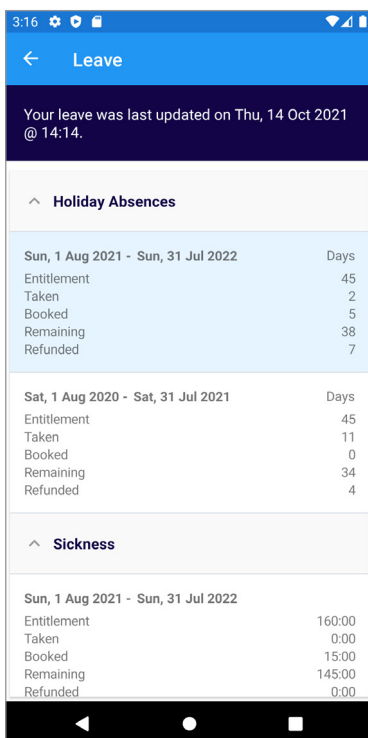 3:16
Leave
Your leave was last updated on Thu, 14 Oct 2021
@ 14:14.
Holiday Absences
Sun, 1 Aug 2021 - Sun, 31 Jul 2022 Days
Entitlement 45
Taken 2
Booked 5
Remaining 38
Refunded 7
Sat, 1 Aug 2020 - Sat, 31 Jul 2021 Days
Entitlement 45
Taken 11
Booked 0
Remaining 34
Refunded 4
Sickness
Sun, 1 Aug 2021 - Sun, 31 Jul 2022
Entitlement 160:00
Taken 0:00
Booked 15:00
Remaining 145:00
Refunded 0:00